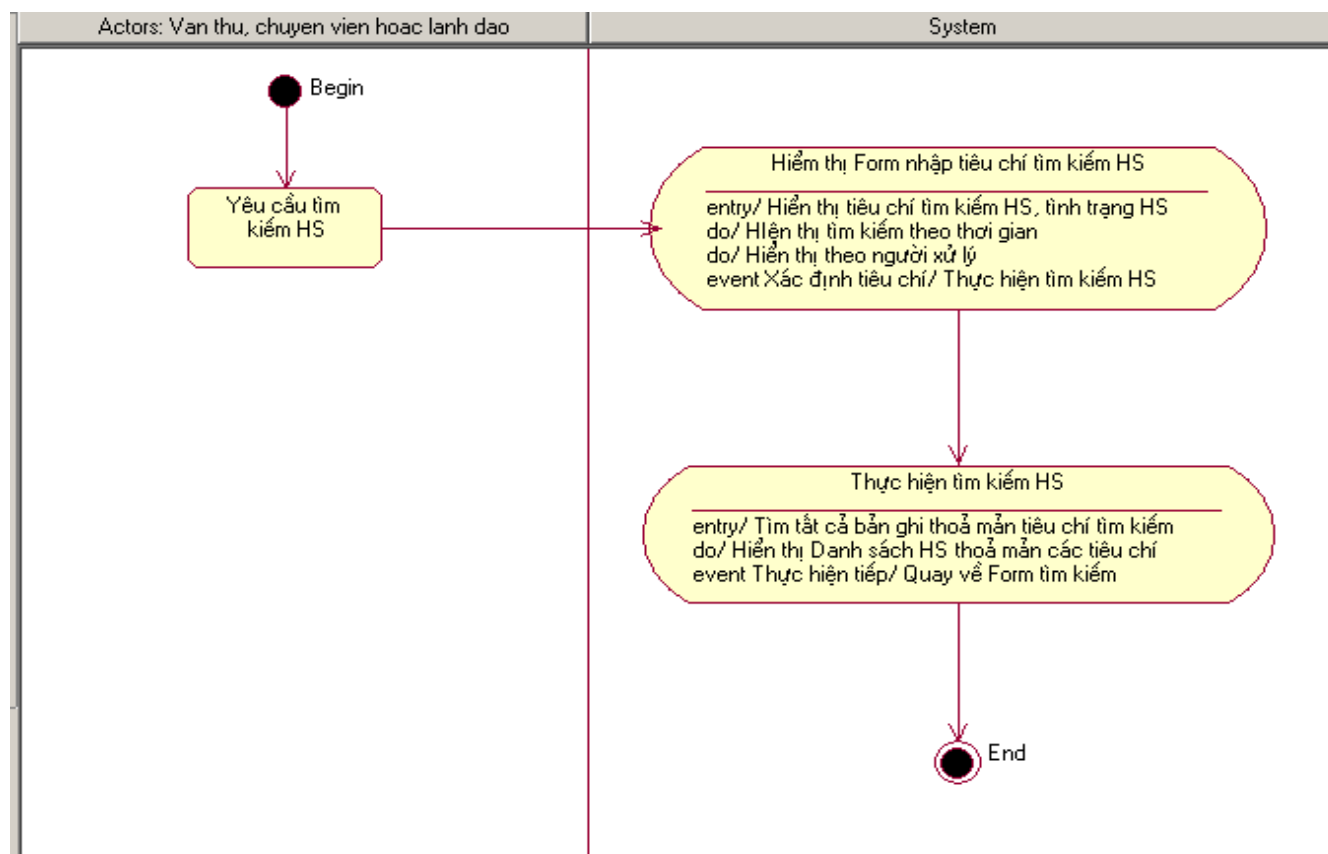 Actors: Van thu, chuyen vien hoac lanh dao
System
Begin
Yêu cầu tìm
kiếm HS
Hiểm thị Form nhập tiêu chí tìm kiếm HS
entry/ Hiển thị tiêu chí tìm kiếm HS, tình trạng HS
do/ HIện thị tìm kiếm theo thơi gian
do/ Hiển thị theo người xử lý
event Xác định tiêu chí/ Thực hiện tìm kiếm HS
Thực hiện tìm kiếm HS
entry/ Tìm tất cả bản ghi thoả mãn tiêu chí tìm kiếm
do/ Hiển thị Danh sách HS thoả mãn các tiêu chí
event Thực hiện tiếp/ Quay về Form tìm kiếm
End